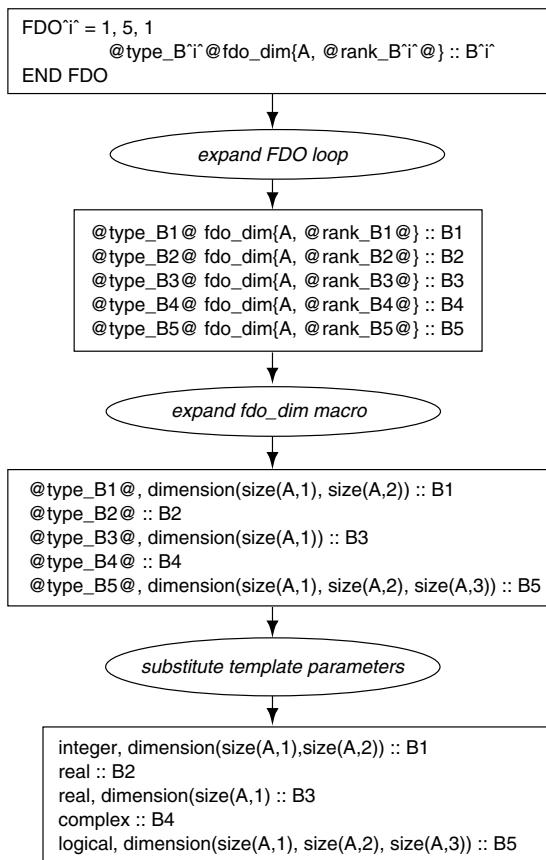 FDO^i^ = 1, 5, 1
@type_B^i^@fdo_dim{A, @rank_B^i^@} :: B^i^
END FDO
expand FDO loop
@type_B1@ fdo_dim{A, @rank_B1@} :: B1
@type_B2@ fdo_dim{A, @rank_B2@} :: B2
@type_B3@ fdo_dim{A, @rank_B3@} :: B3
@type_B4@ fdo_dim{A, @rank_B4@} :: B4
@type_B5@ fdo_dim{A, @rank_B5@} :: B5
expand fdo_dim macro
@type_B1@, dimension(size(A,1), size(A,2)) :: B1
@type_B2@ :: B2
@type_B3@, dimension(size(A,1)) :: B3
@type_B4@ :: B4
@type_B5@, dimension(size(A,1), size(A,2), size(A,3)) :: B5
substitute template parameters
integer, dimension(size(A,1),size(A,2)) :: B1
real :: B2
real, dimension(size(A,1) :: B3
complex :: B4
logical, dimension(size(A,1), size(A,2), size(A,3)) :: B5